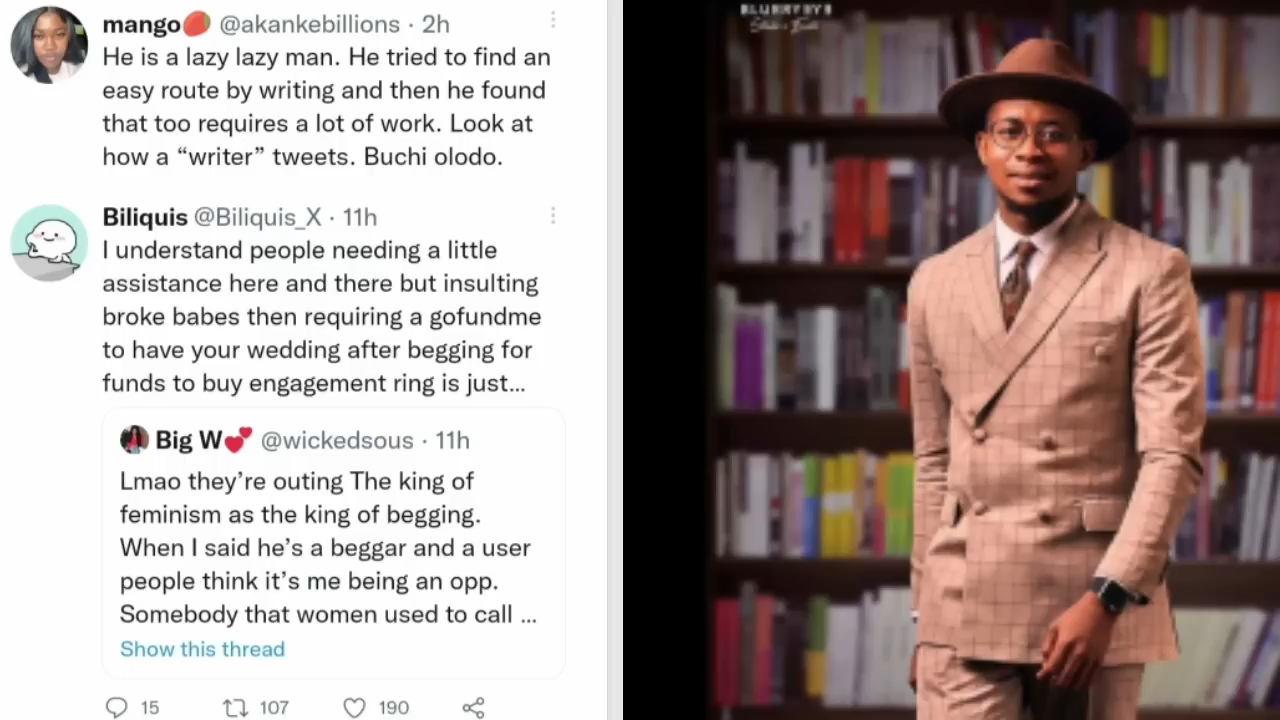 mango🥭 @akankebillions · 2h
He is a lazy lazy man. He tried to find an
easy route by writing and then he found
that too requires a lot of work. Look at
how a “writer” tweets. Buchi olodo.
Biliquis @Biliquis_X · 11h
I understand people needing a little
assistance here and there but insulting
broke babes then requiring a gofundme
to have your wedding after begging for
funds to buy engagement ring is just...
Big W💕 @wickedsous · 11h
Lmao they’re outing The king of
feminism as the king of begging.
When I said he’s a beggar and a user
people think it’s me being an opp.
Somebody that women used to call ...
Show this thread
15 107 190